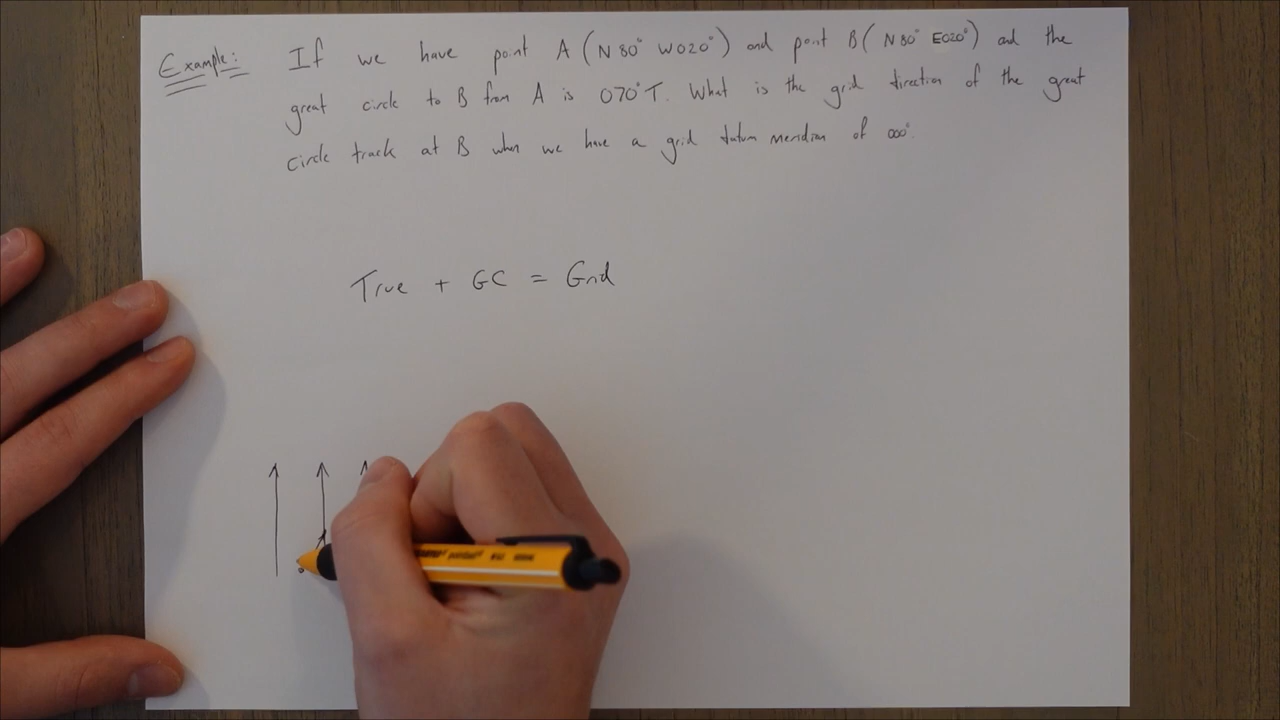 Example: If we have point A (N 80° W020°) and point B (N 80° E020°) and the
great circle to B from A is 070°T. What is the grid direction of the great
circle track at B when we have a grid datum meridian of 000°.
True + GC = Grid